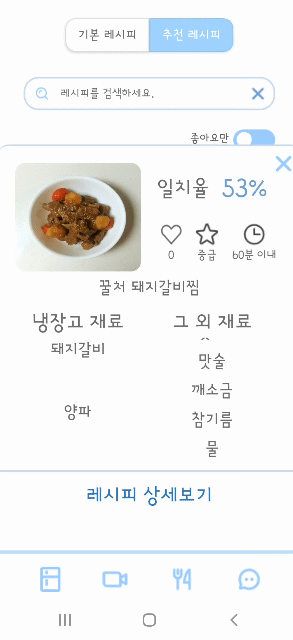 기본 레시피
추천 레시피
레시피를 검색하세요.
좋아요만
일치율 53%
0
중급
60분 이내
꿀처 돼지갈비찜
냉장고 재료
그 외 재료
돼지갈비
맛술
깨소금
양파
참기름
물
레시피 상세보기